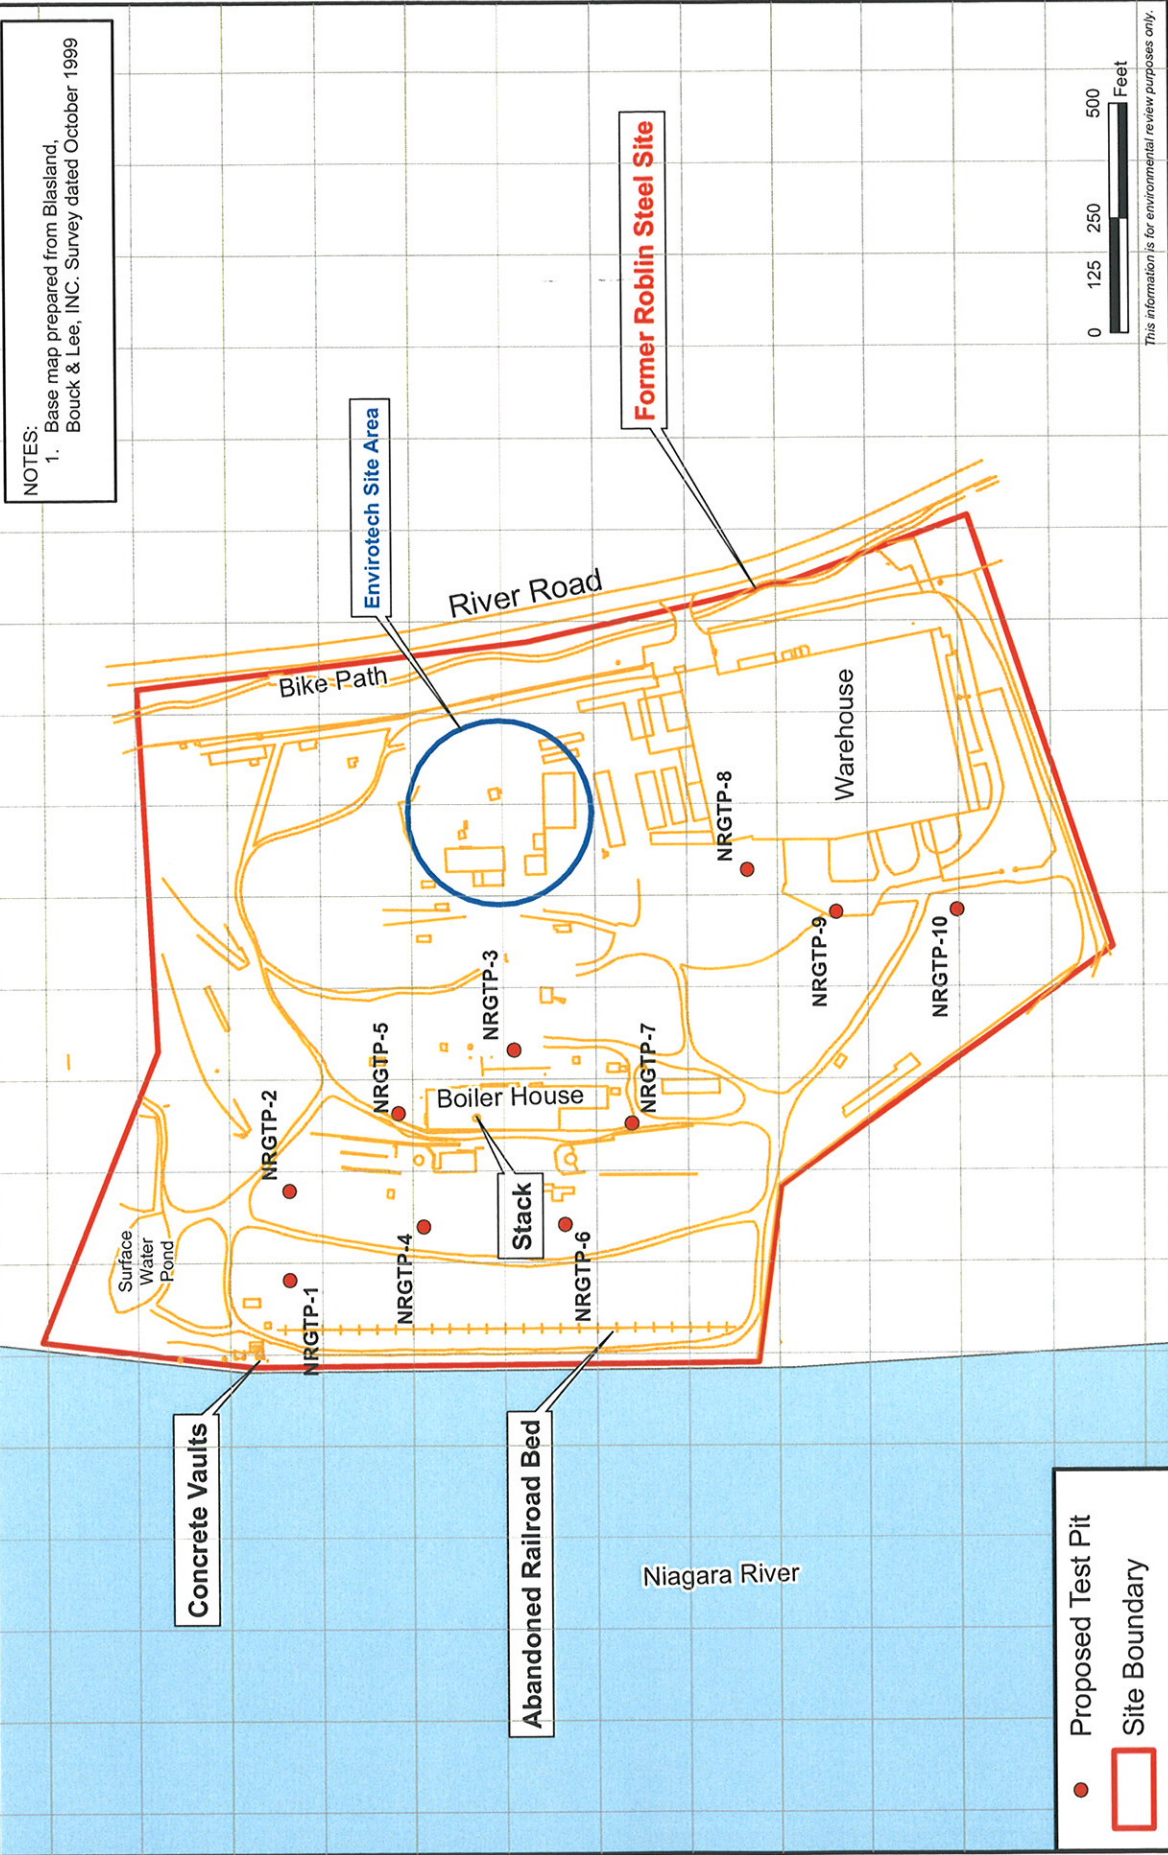 NOTES:
1. Base map prepared from Blasland,
Bouck & Lee, INC. Survey dated October 1999
Envirotech Site Area
Former Roblin Steel Site
River Road
Bike Path
Warehouse
NRGTP-8
NRGTP-9
NRGTP-10
NRGTP-3
NRGTP-5
NRGTP-7
Boiler House
NRGTP-2
Stack
Surface
Water
Pond
NRGTP-4
NRGTP-6
NRGTP-1
Concrete Vaults
Abandoned Railroad Bed
Niagara River
Proposed Test Pit
Site Boundary
0 125 250 500
Feet
This information is for environmental review purposes only.